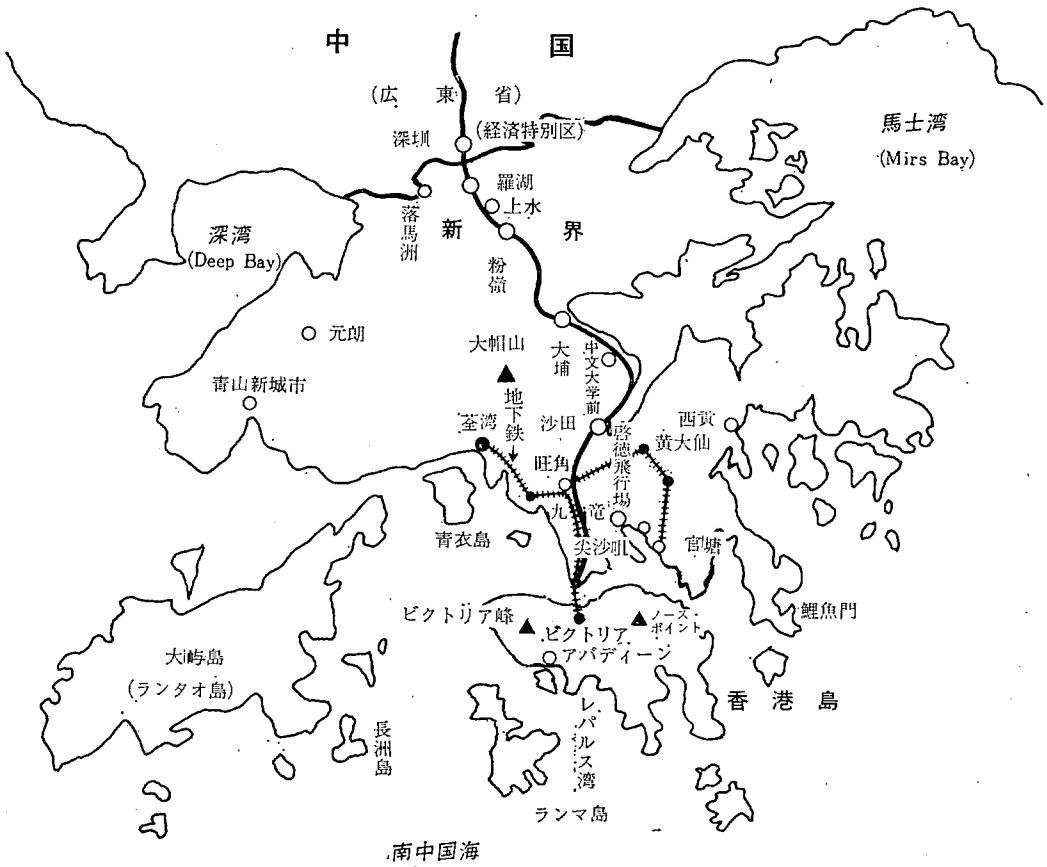 中国
(広東省)
深圳
(経済特別区)
馬士湾
(Mirs Bay)
羅湖
上水
落馬洲
新界
深湾
(Deep Bay)
粉嶺
元朗
大帽山
大埔
中文大学前
青山新城市
地下鉄
荃湾
沙田
西貢
黄大仙
啓徳飛行場
旺角
九竜
青衣島
尖沙咀
官塘
ビクトリア峰
ノース・
ポイント
鯉魚門
ビクトリア
アバディーン
大嶼島
(ランタオ島)
香港島
長洲島
レパルス湾
ランマ島
南中国海